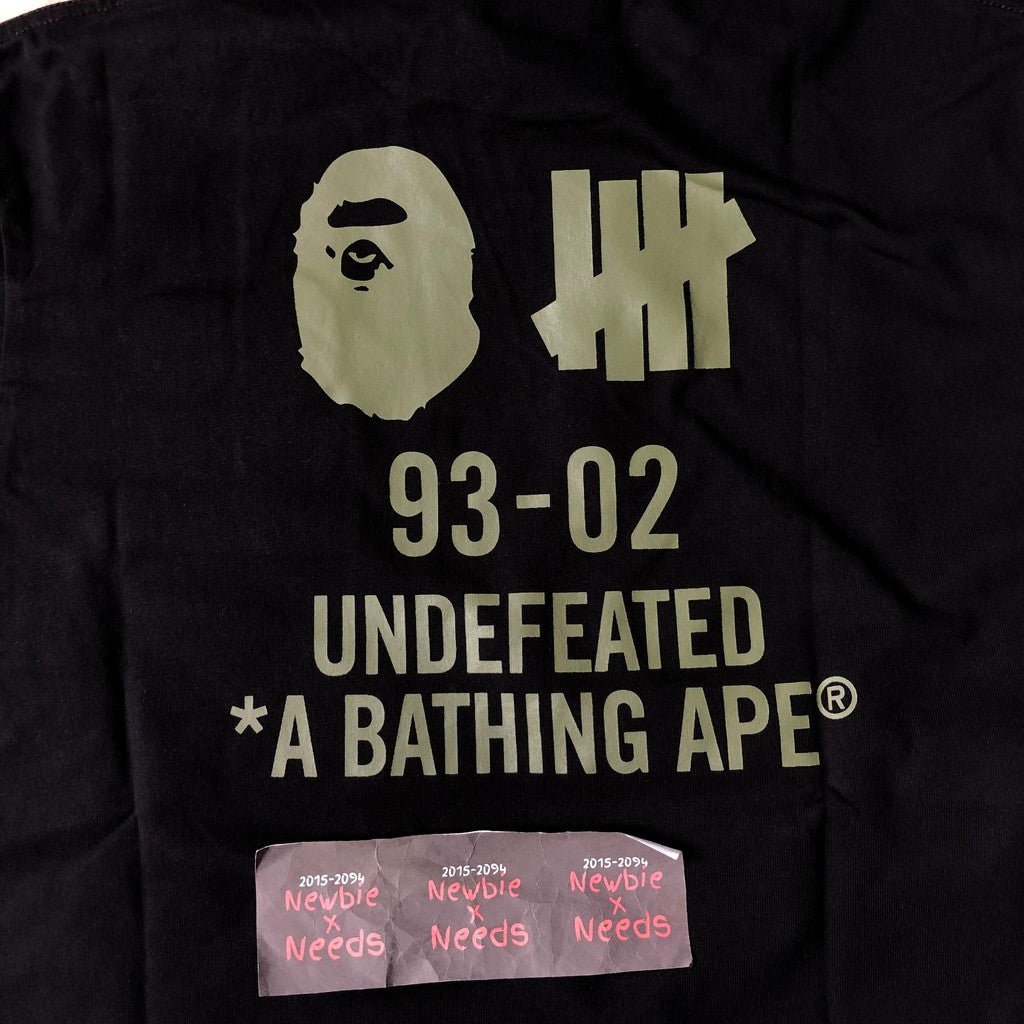 93-02
UNDEFEATED
*A BATHING APE®
2015-2094
Newbie
x
Needs
2015-2094
Newbie
x
Needs
2015-2094
Newbie
x
Needs